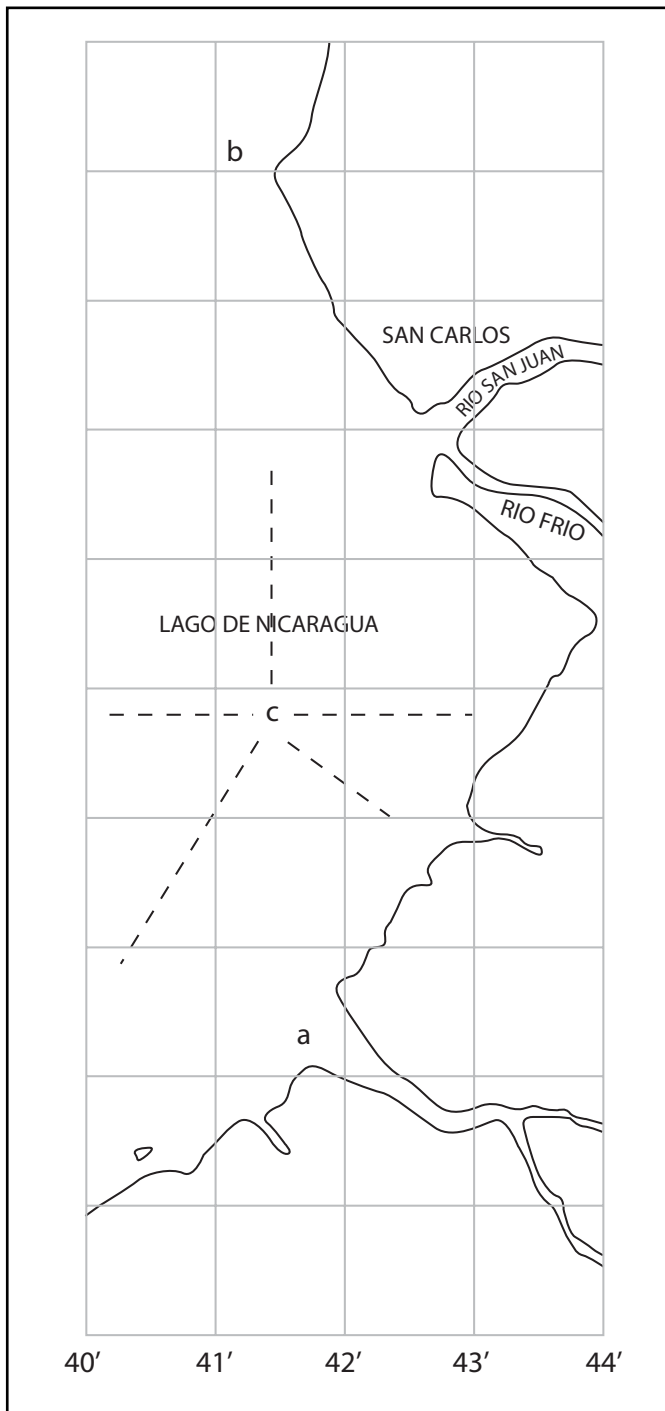 b
SAN CARLOS
RIO SAN JUAN
RIO FRIO
LAGO DE NICARAGUA
c
a
40′ 41′ 42′ 43′ 44′